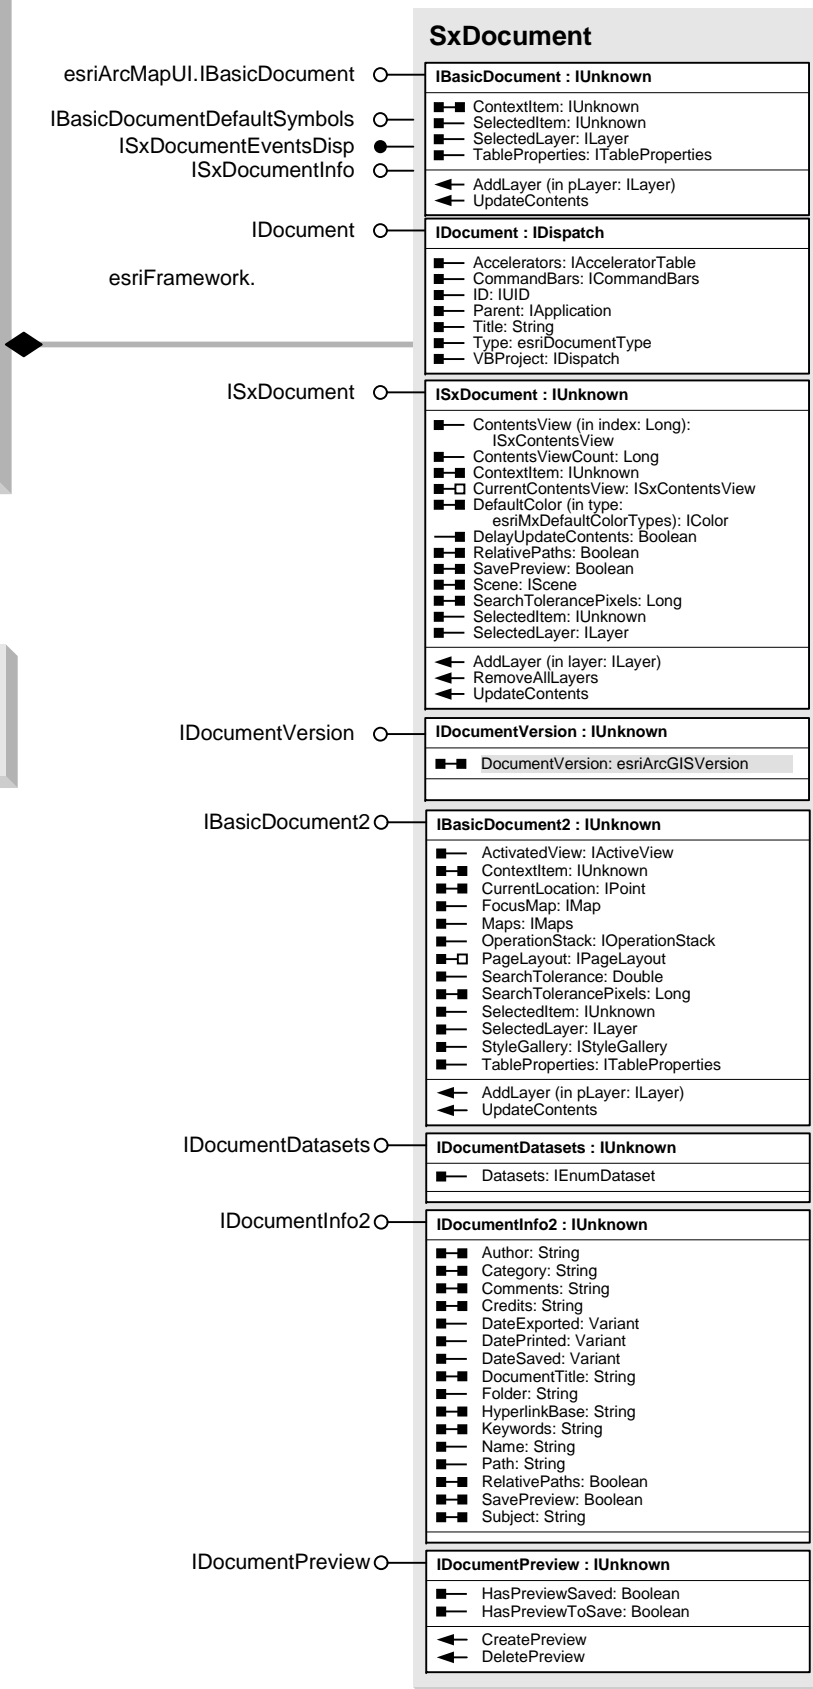 SxDocument
esriArcMapUI.IBasicDocument
IBasicDocumentDefaultSymbols
ISxDocumentEventsDisp
ISxDocumentInfo
IBasicDocument : IUnknown
ContextItem: IUnknown
SelectedItem: IUnknown
SelectedLayer: ILayer
TableProperties: ITableProperties
AddLayer (in pLayer: ILayer)
UpdateContents
IDocument
esriFramework.
IDocument : IDispatch
Accelerators: IAcceleratorTable
CommandBars: ICommandBars
ID: IUID
Parent: IApplication
Title: String
Type: esriDocumentType
VBProject: IDispatch
ISxDocument
ISxDocument : IUnknown
ContentsView (in index: Long):
ISxContentsView
ContentsViewCount: Long
ContextItem: IUnknown
CurrentContentsView: ISxContentsView
DefaultColor (in type:
esriMxDefaultColorTypes): IColor
DelayUpdateContents: Boolean
RelativePaths: Boolean
SavePreview: Boolean
Scene: IScene
SearchTolerancePixels: Long
SelectedItem: IUnknown
SelectedLayer: ILayer
AddLayer (in layer: ILayer)
RemoveAllLayers
UpdateContents
IDocumentVersion
IDocumentVersion : IUnknown
DocumentVersion: esriArcGISVersion
IBasicDocument2
IBasicDocument2 : IUnknown
ActivatedView: IActiveView
ContextItem: IUnknown
CurrentLocation: IPoint
FocusMap: IMap
Maps: IMaps
OperationStack: IOperationStack
PageLayout: IPageLayout
SearchTolerance: Double
SearchTolerancePixels: Long
SelectedItem: IUnknown
SelectedLayer: ILayer
StyleGallery: IStyleGallery
TableProperties: ITableProperties
AddLayer (in pLayer: ILayer)
UpdateContents
IDocumentDatasets
IDocumentDatasets : IUnknown
Datasets: IEnumDataset
IDocumentInfo2
IDocumentInfo2 : IUnknown
Author: String
Category: String
Comments: String
Credits: String
DateExported: Variant
DatePrinted: Variant
DateSaved: Variant
DocumentTitle: String
Folder: String
HyperlinkBase: String
Keywords: String
Name: String
Path: String
RelativePaths: Boolean
SavePreview: Boolean
Subject: String
IDocumentPreview
IDocumentPreview : IUnknown
HasPreviewSaved: Boolean
HasPreviewToSave: Boolean
CreatePreview
DeletePreview